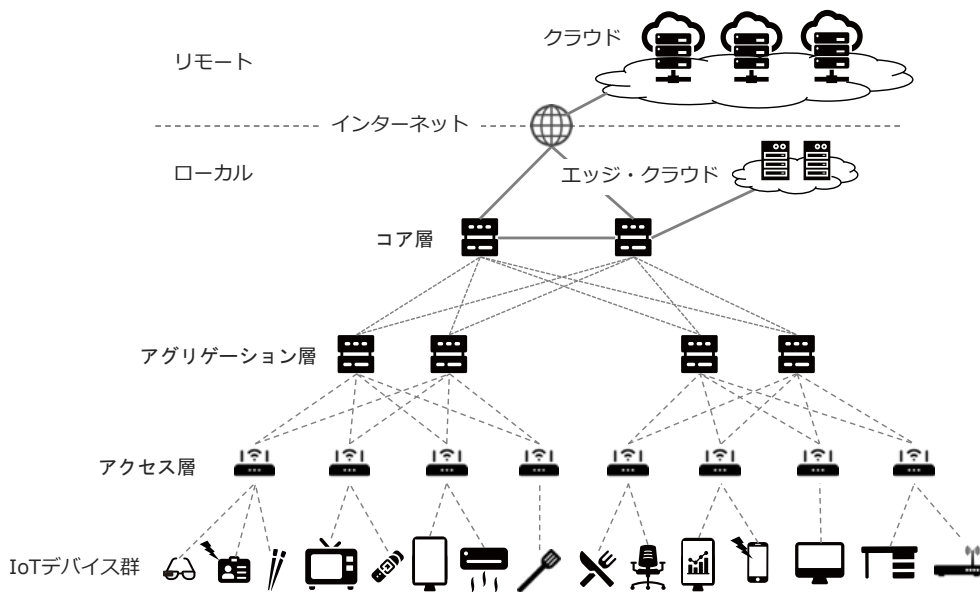 クラウド
リモート
インターネット
ローカル
エッジ・クラウド
コア層
アグリゲーション層
アクセス層
IoTデバイス群